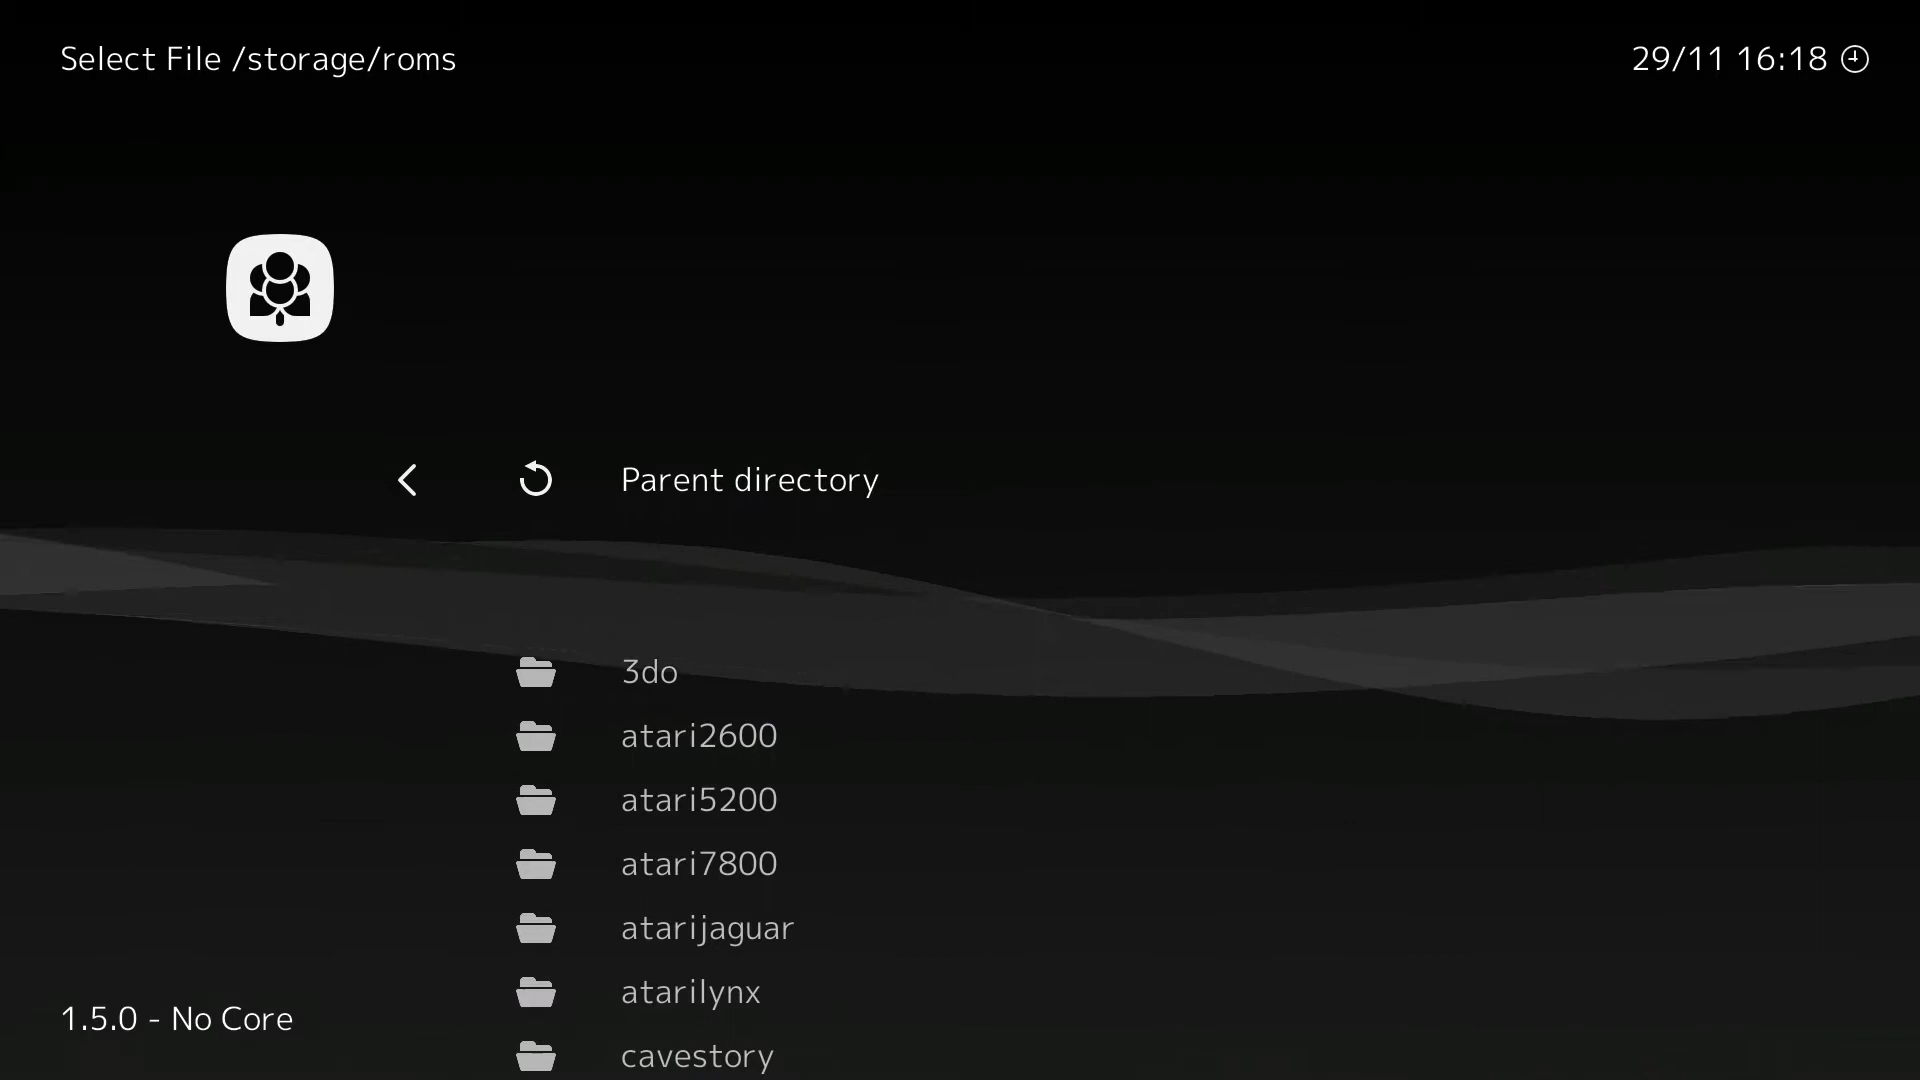 Select File /storage/roms
29/11 16:18
Parent directory
3do
atari2600
atari5200
atari7800
atarijaguar
atarilynx
1.5.0 - No Core
cavestory